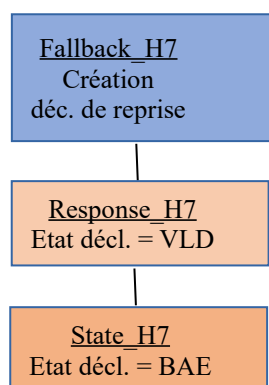 Fallback_H7
Création
déc. de reprise
Response_H7
Etat décl. = VLD
State_H7
Etat décl. = BAE